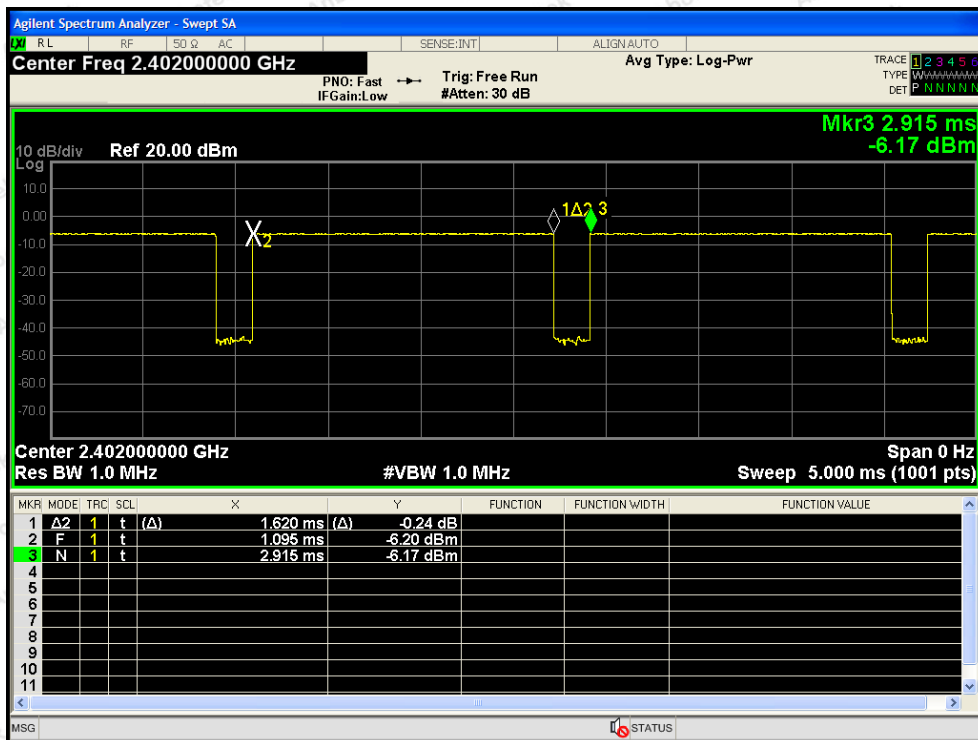 Agilent Spectrum Analyzer - Swept SA
LXI RL RF 50 Ω AC SENSE:INT ALIGN AUTO
Center Freq 2.402000000 GHz Avg Type: Log-Pwr TRACE 1 2 3 4 5 6
PNO: Fast Trig: Free Run TYPE W
IFGain:Low #Atten: 30 dB DET P N N N N N
Mkr3 2.915 ms
-6.17 dBm
10 dB/div Ref 20.00 dBm
Log
10.0
0.00
-10.0
-20.0
-30.0
-40.0
-50.0
-60.0
-70.0
1Δ2 3
2
Center 2.402000000 GHz Span 0 Hz
Res BW 1.0 MHz #VBW 1.0 MHz Sweep 5.000 ms (1001 pts)
MKR MODE TRC SCL X Y FUNCTION FUNCTION WIDTH FUNCTION VALUE
1 Δ2 1 t (Δ) 1.620 ms (Δ) -0.24 dB
2 F 1 t 1.095 ms -6.20 dBm
3 N 1 t 2.915 ms -6.17 dBm
4
5
6
7
8
9
10
11
MSG STATUS